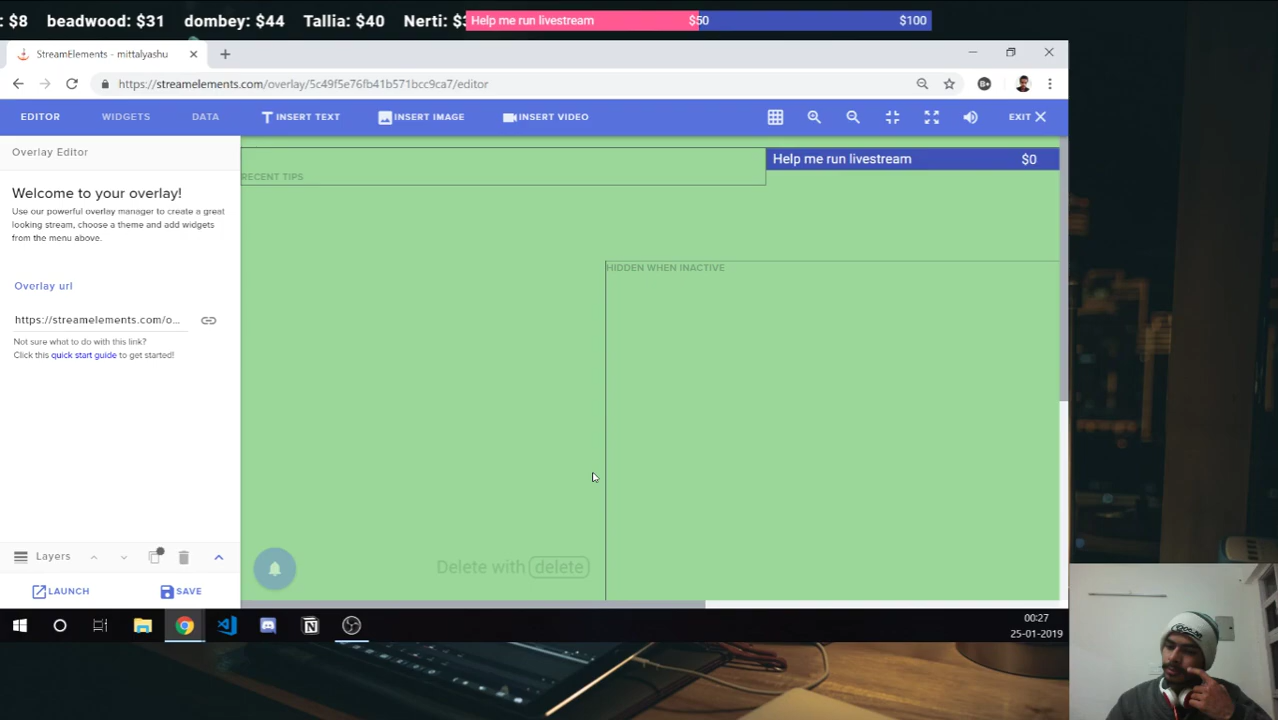 : $8 beadwood: $31 dombey: $44 Tallia: $40 Nerti: $
Help me run livestream $50 $100
StreamElements - mittalyashu
https://streamelements.com/overlay/5c49f5e76fb41b571bcc9ca7/editor
EDITOR WIDGETS DATA INSERT TEXT INSERT IMAGE INSERT VIDEO EXIT
Overlay Editor
Welcome to your overlay!
Use our powerful overlay manager to create a great
looking stream, choose a theme and add widgets
from the menu above.
Overlay url
https://streamelements.com/o...
Not sure what to do with this link?
Click this quick start guide to get started!
Layers
LAUNCH SAVE
RECENT TIPS
Help me run livestream $0
HIDDEN WHEN INACTIVE
Delete with delete
00:27
25-01-2019